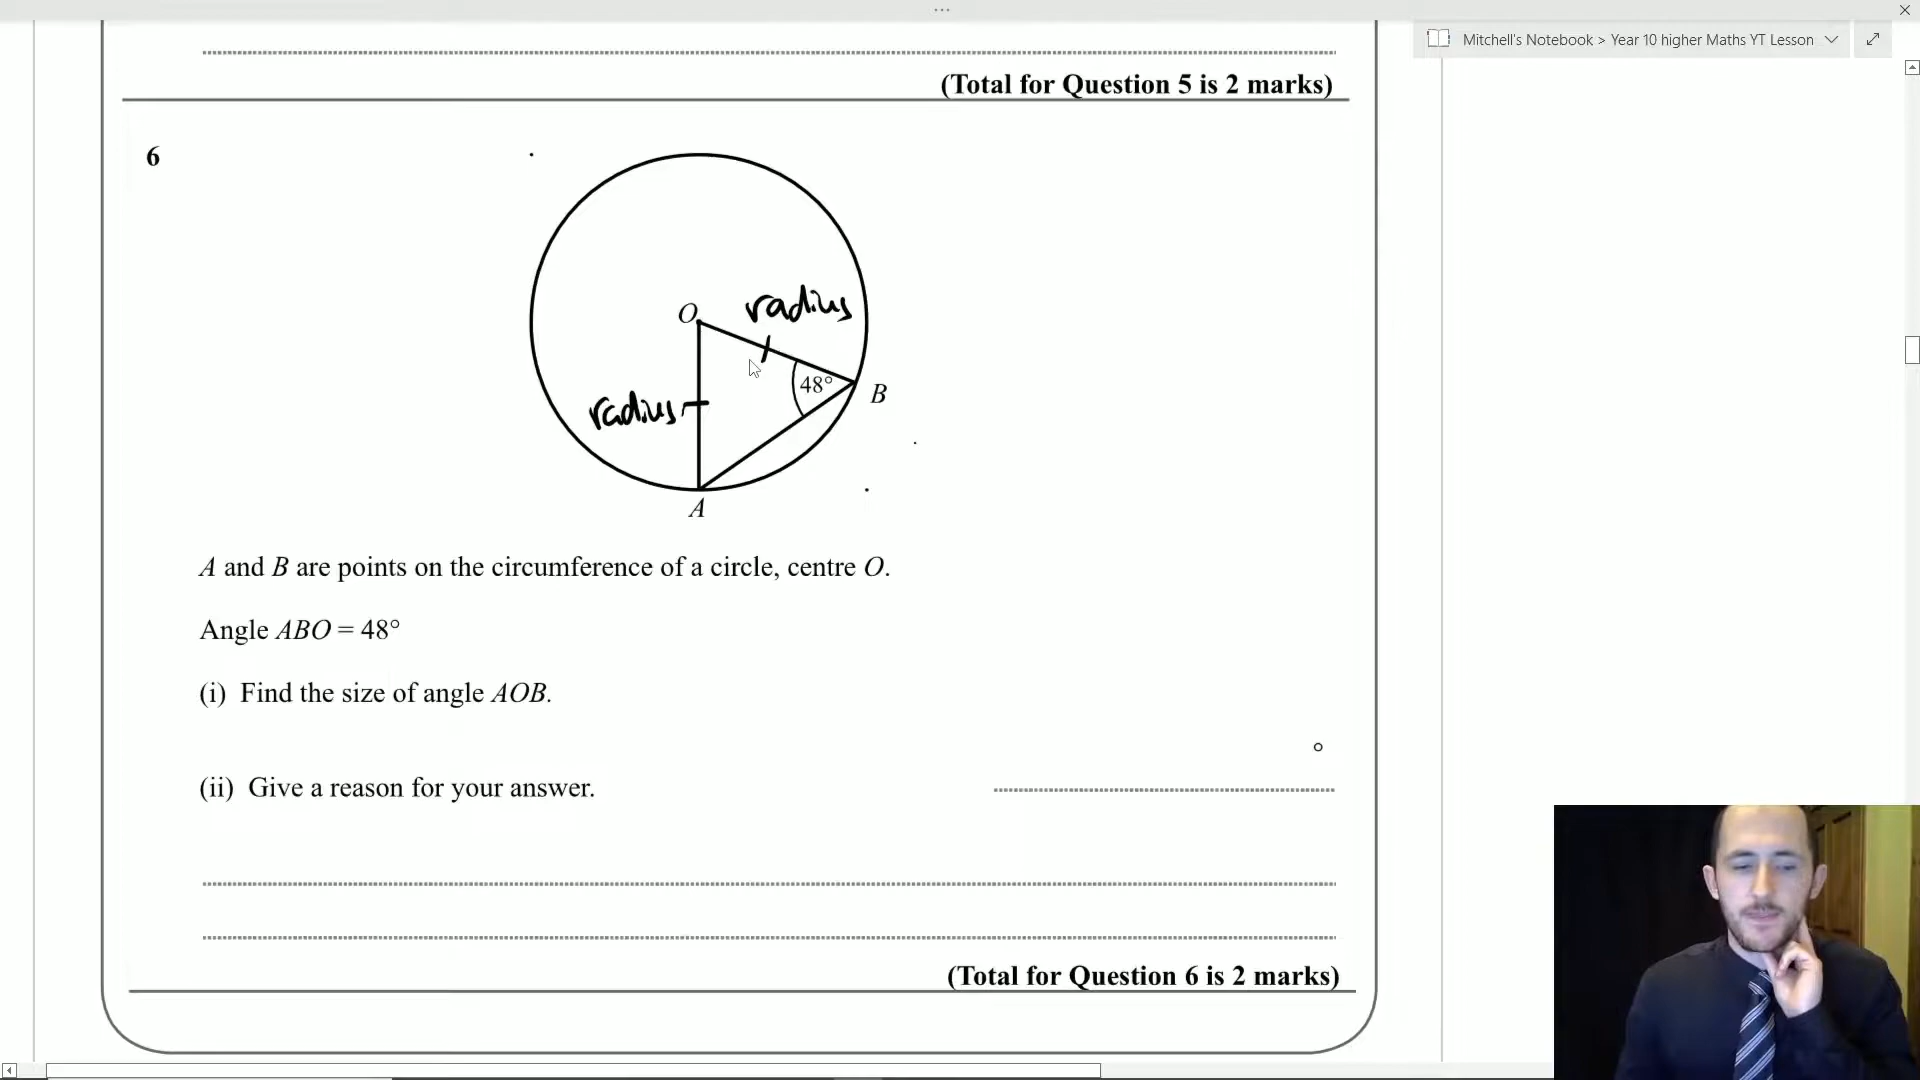 Mitchell's Notebook > Year 10 higher Maths YT Lesson
(Total for Question 5 is 2 marks)
6
O
radius
48°
B
radius
A
A and B are points on the circumference of a circle, centre O.
Angle ABO = 48°
(i) Find the size of angle AOB.
°
(ii) Give a reason for your answer.
(Total for Question 6 is 2 marks)